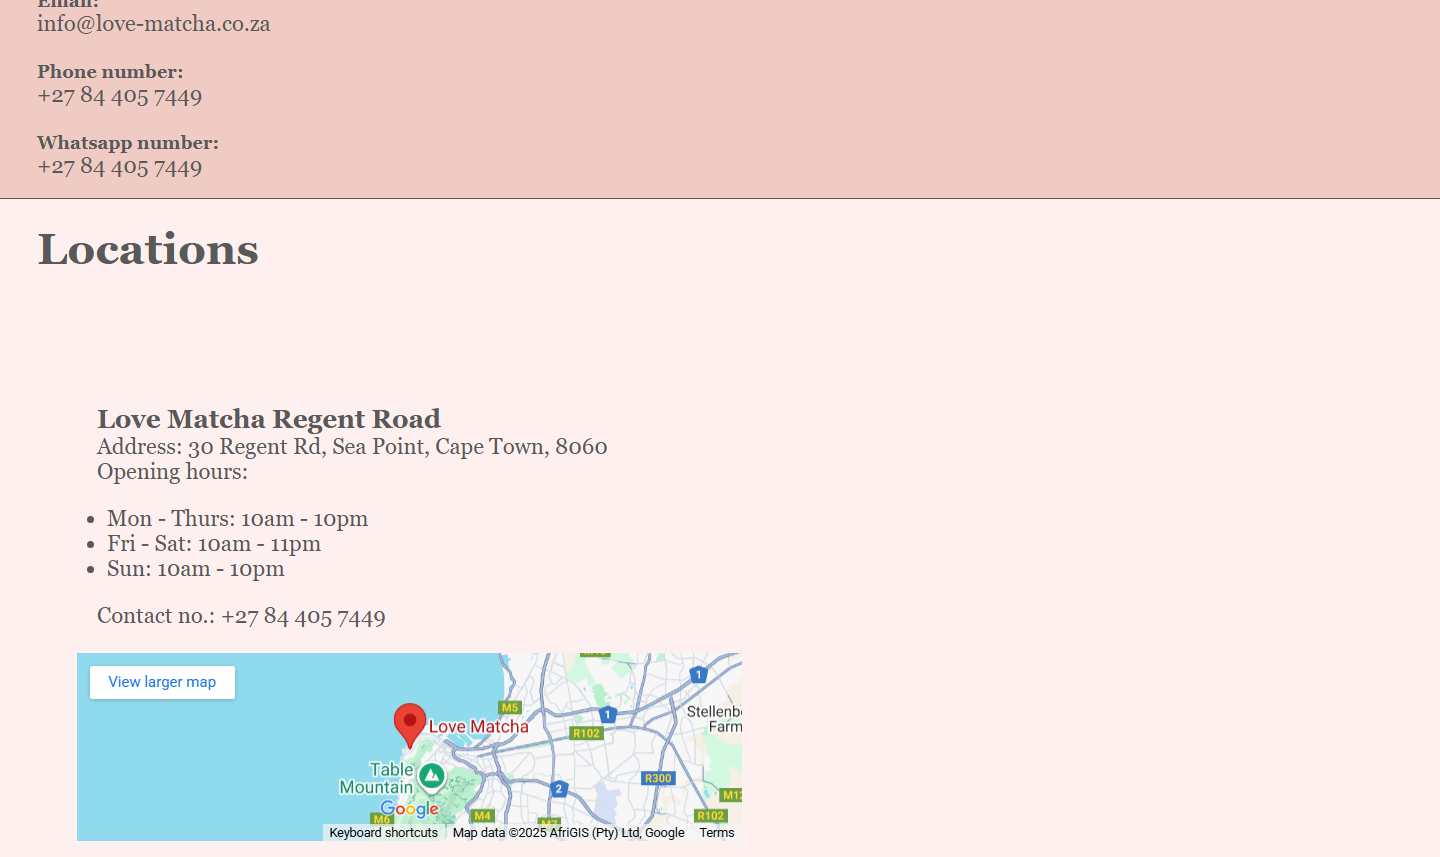 Email:
info@love-matcha.co.za
Phone number:
+27 84 405 7449
Whatsapp number:
+27 84 405 7449
Locations
Love Matcha Regent Road
Address: 30 Regent Rd, Sea Point, Cape Town, 8060
Opening hours:
Mon - Thurs: 10am - 10pm
Fri - Sat: 10am - 11pm
Sun: 10am - 10pm
Contact no.: +27 84 405 7449
View larger map
1
M5
1
Stellenb
Farm
Love Matcha
R102
Table
Mountain
R300
2
M12
Google
M6
M4
M7
R102
Keyboard shortcuts
Map data ©2025 AfriGIS (Pty) Ltd, Google
Terms